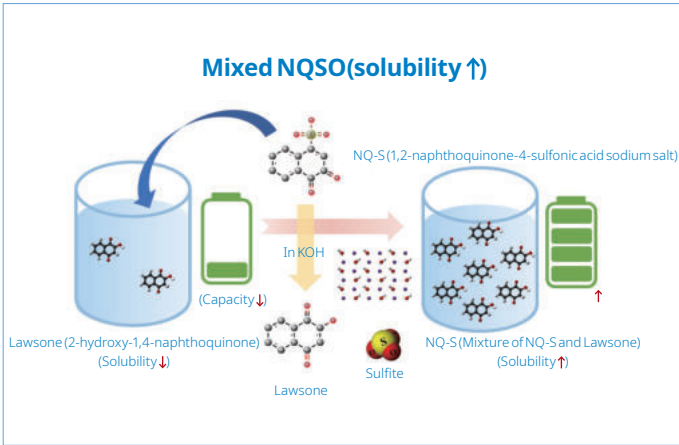 Mixed NQSO(solubility ↑)
NQ-S (1,2-naphthoquinone-4-sulfonic acid sodium salt)
In KOH
(Capacity ↓)
↑
Lawsone (2-hydroxy-1,4-naphthoquinone)
(Solubility ↓)
S
NQ-S (Mixture of NQ-S and Lawsone)
(Solubility ↑)
Sulfite
Lawsone